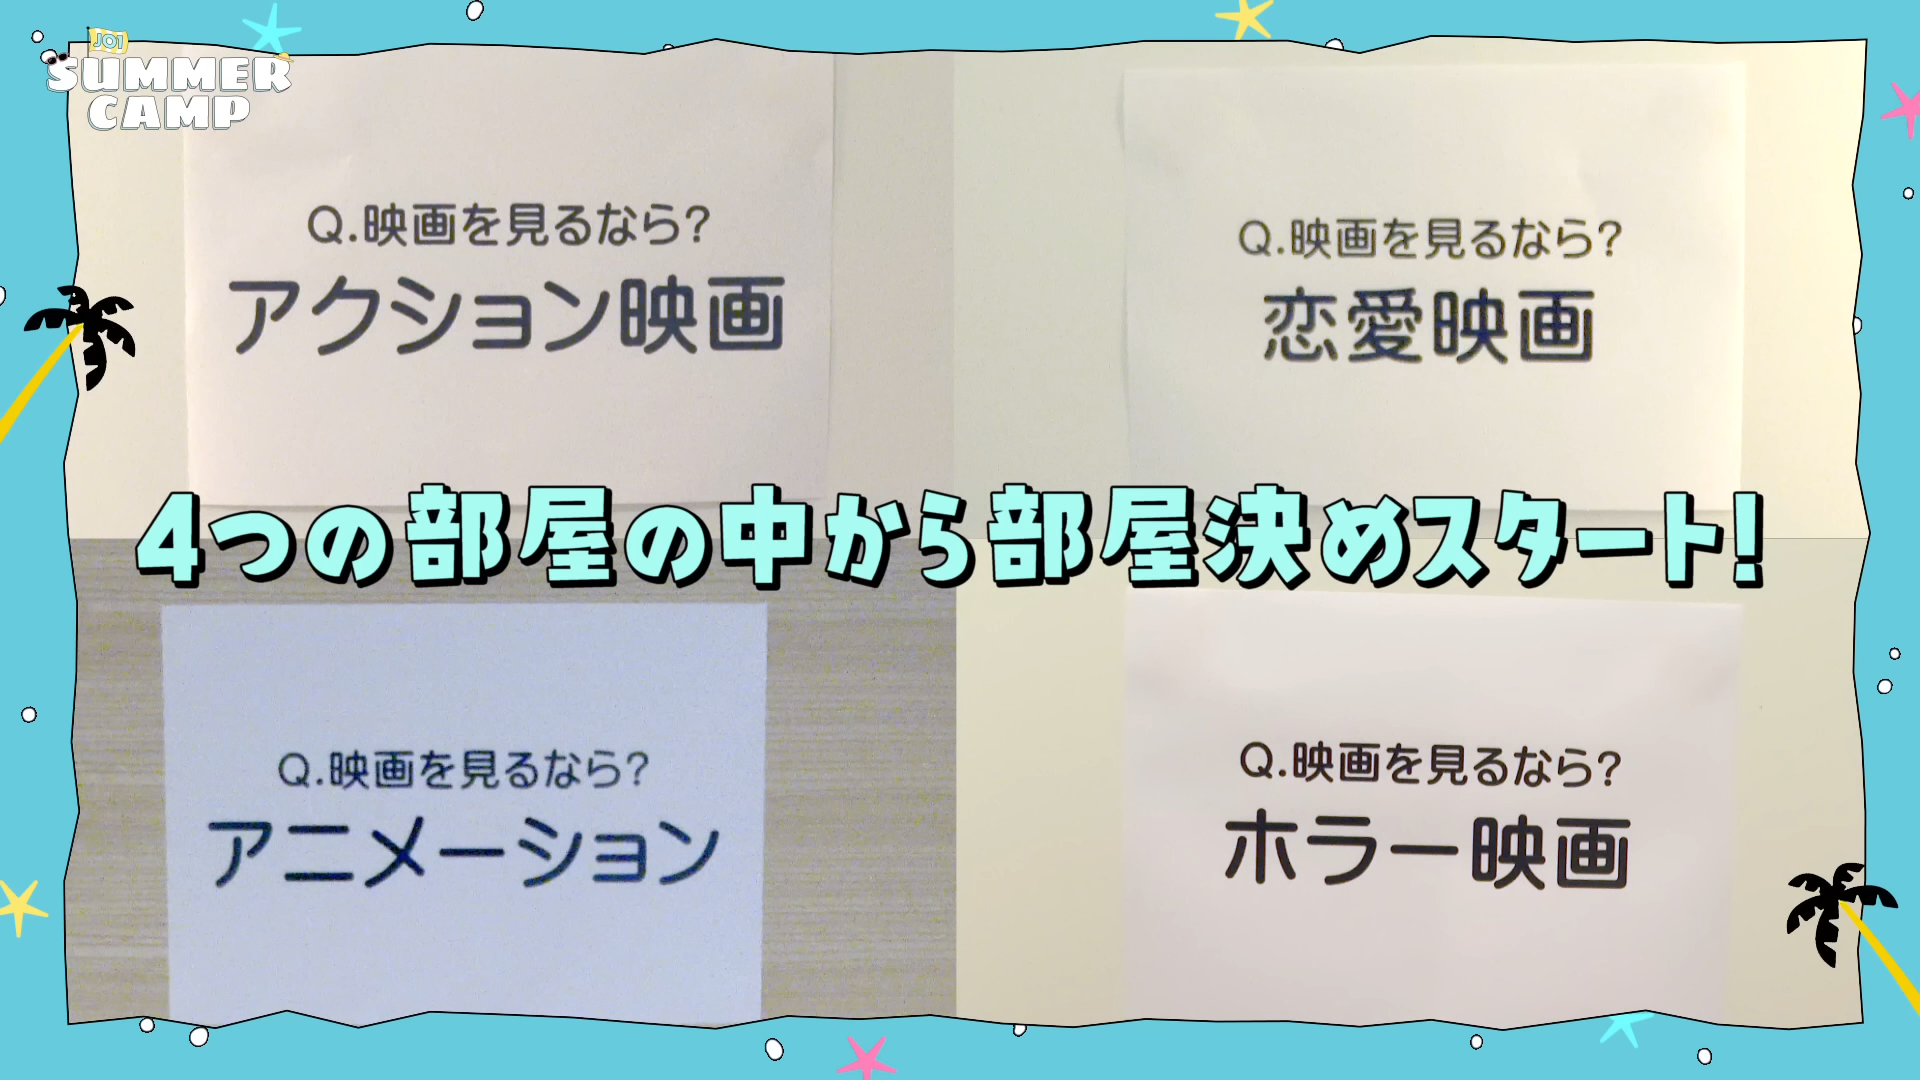 JO1
SUMMER
CAMP
Q.映画を見るなら?
アクション映画
Q.映画を見るなら?
恋愛映画
4つの部屋の中から部屋決めスタート!
Q.映画を見るなら?
アニメーション
Q.映画を見るなら?
ホラー映画